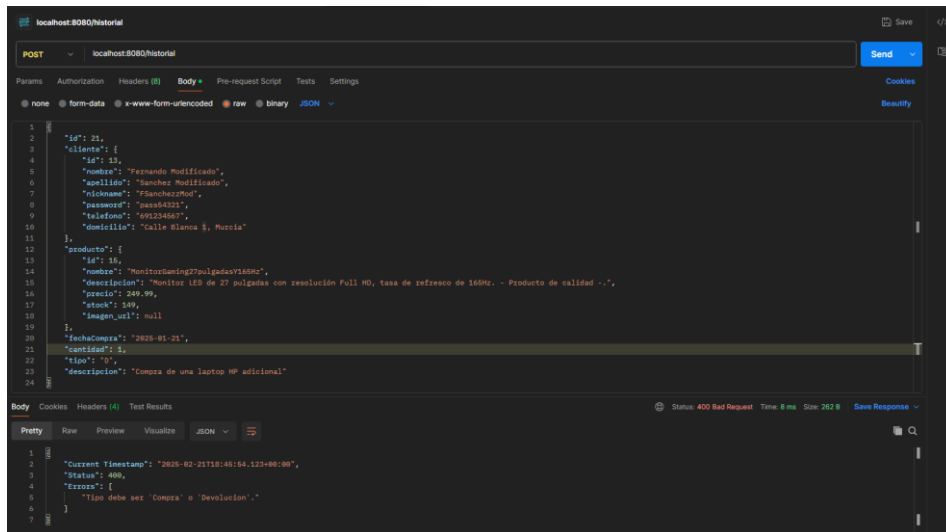 localhost:8080/historial
Save
POST localhost:8080/historial
Send
Params Authorization Headers (8) Body Pre-request Script Tests Settings
Cookies
none form-data x-www-form-urlencoded raw binary JSON
Beautify
1 {
2 "id": 21,
3 "cliente": {
4 "id": 13,
5 "nombre": "Fernando Modificado",
6 "apellido": "Sanchez Modificado",
7 "nickname": "FSanchezzMod",
8 "password": "pass54321",
9 "telefono": "691234567",
10 "domicilio": "Calle Blanca 1, Murcia"
11 },
12 "producto": {
13 "id": 15,
14 "nombre": "MonitorGaming27pulgadasY165Hz",
15 "descripcion": "Monitor LED de 27 pulgadas con resolución Full HD, tasa de refresco de 165Hz. - Producto de calidad -.",
16 "precio": 249.99,
17 "stock": 149,
18 "imagen_url": null
19 },
20 "fechaCompra": "2025-01-21",
21 "cantidad": 1,
22 "tipo": "D",
23 "descripcion": "Compra de una laptop HP adicional"
24 }
Body Cookies Headers (4) Test Results
Status: 400 Bad Request Time: 8 ms Size: 262 B Save Response
Pretty Raw Preview Visualize JSON
1 {
2 "Current Timestamp": "2025-02-21T18:45:54.123+00:00",
3 "Status": 400,
4 "Errors": [
5 "Tipo debe ser 'Compra' o 'Devolucion'."
6 ]
7 }